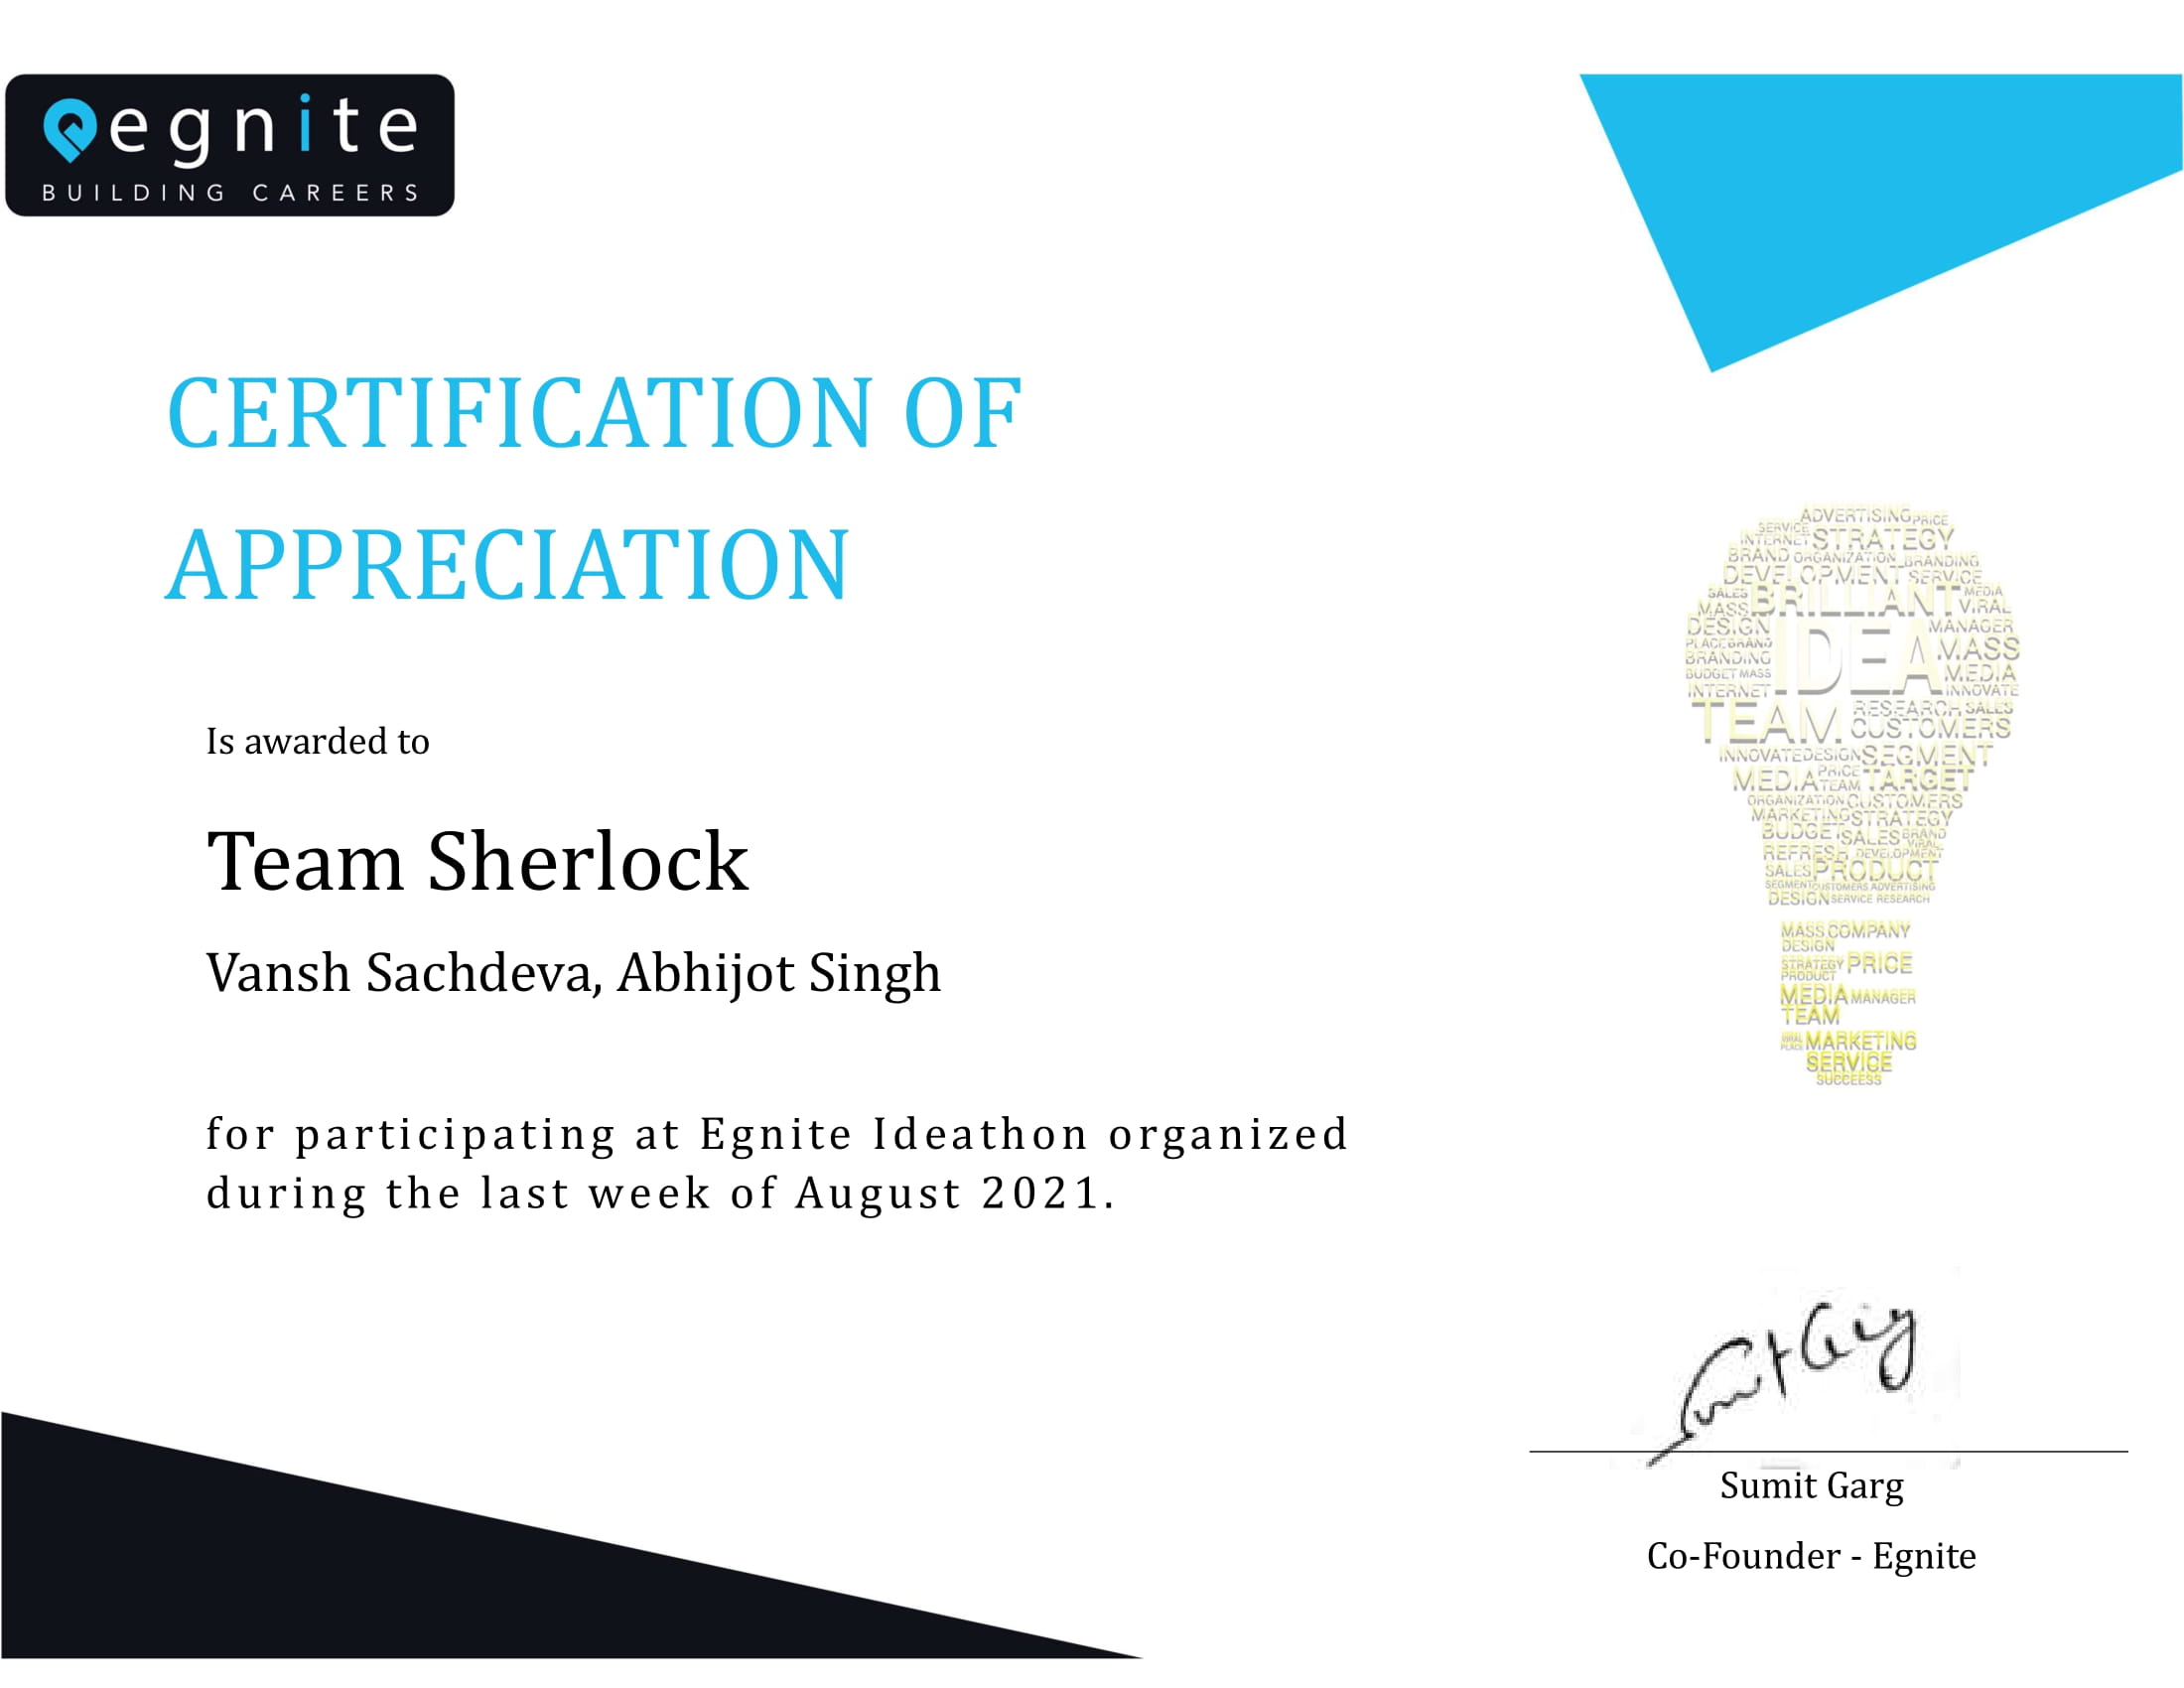 egnite
BUILDING CAREERS
CERTIFICATION OF
APPRECIATION
Is awarded to
Team Sherlock
Vansh Sachdeva, Abhijot Singh
for participating at Egnite Ideathon organized
during the last week of August 2021.
ADVERTISING PRICE
SERVICE
INTERNET STRATEGY
BRAND ORGANIZATION BRANDING
DEVELOPMENT SERVICE
SALES BRILLIANT MEDIA
MASS VIRAL
DESIGN IDEA MANAGER
PLACE BRAND MASS
BRANDING
BUDGET MASS MEDIA
INTERNET INNOVATE
TEAM RESEARCH SALES
CUSTOMERS
INNOVATE DESIGN SEGMENT
MEDIA PRICE TARGET
TEAM
ORGANIZATION CUSTOMERS
MARKETING STRATEGY
BUDGET SALES BRAND
VIRAL
REFRESH DEVELOPMENT
SALES PRODUCT
SEGMENT CUSTOMERS ADVERTISING
DESIGN SERVICE RESEARCH
MASS COMPANY
DESIGN
STRATEGY PRICE
PRODUCT
MEDIA MANAGER
TEAM
VIRAL MARKETING
PLACE
SERVICE
SUCCEESS
Sumit Garg
Sumit Garg
Co-Founder - Egnite